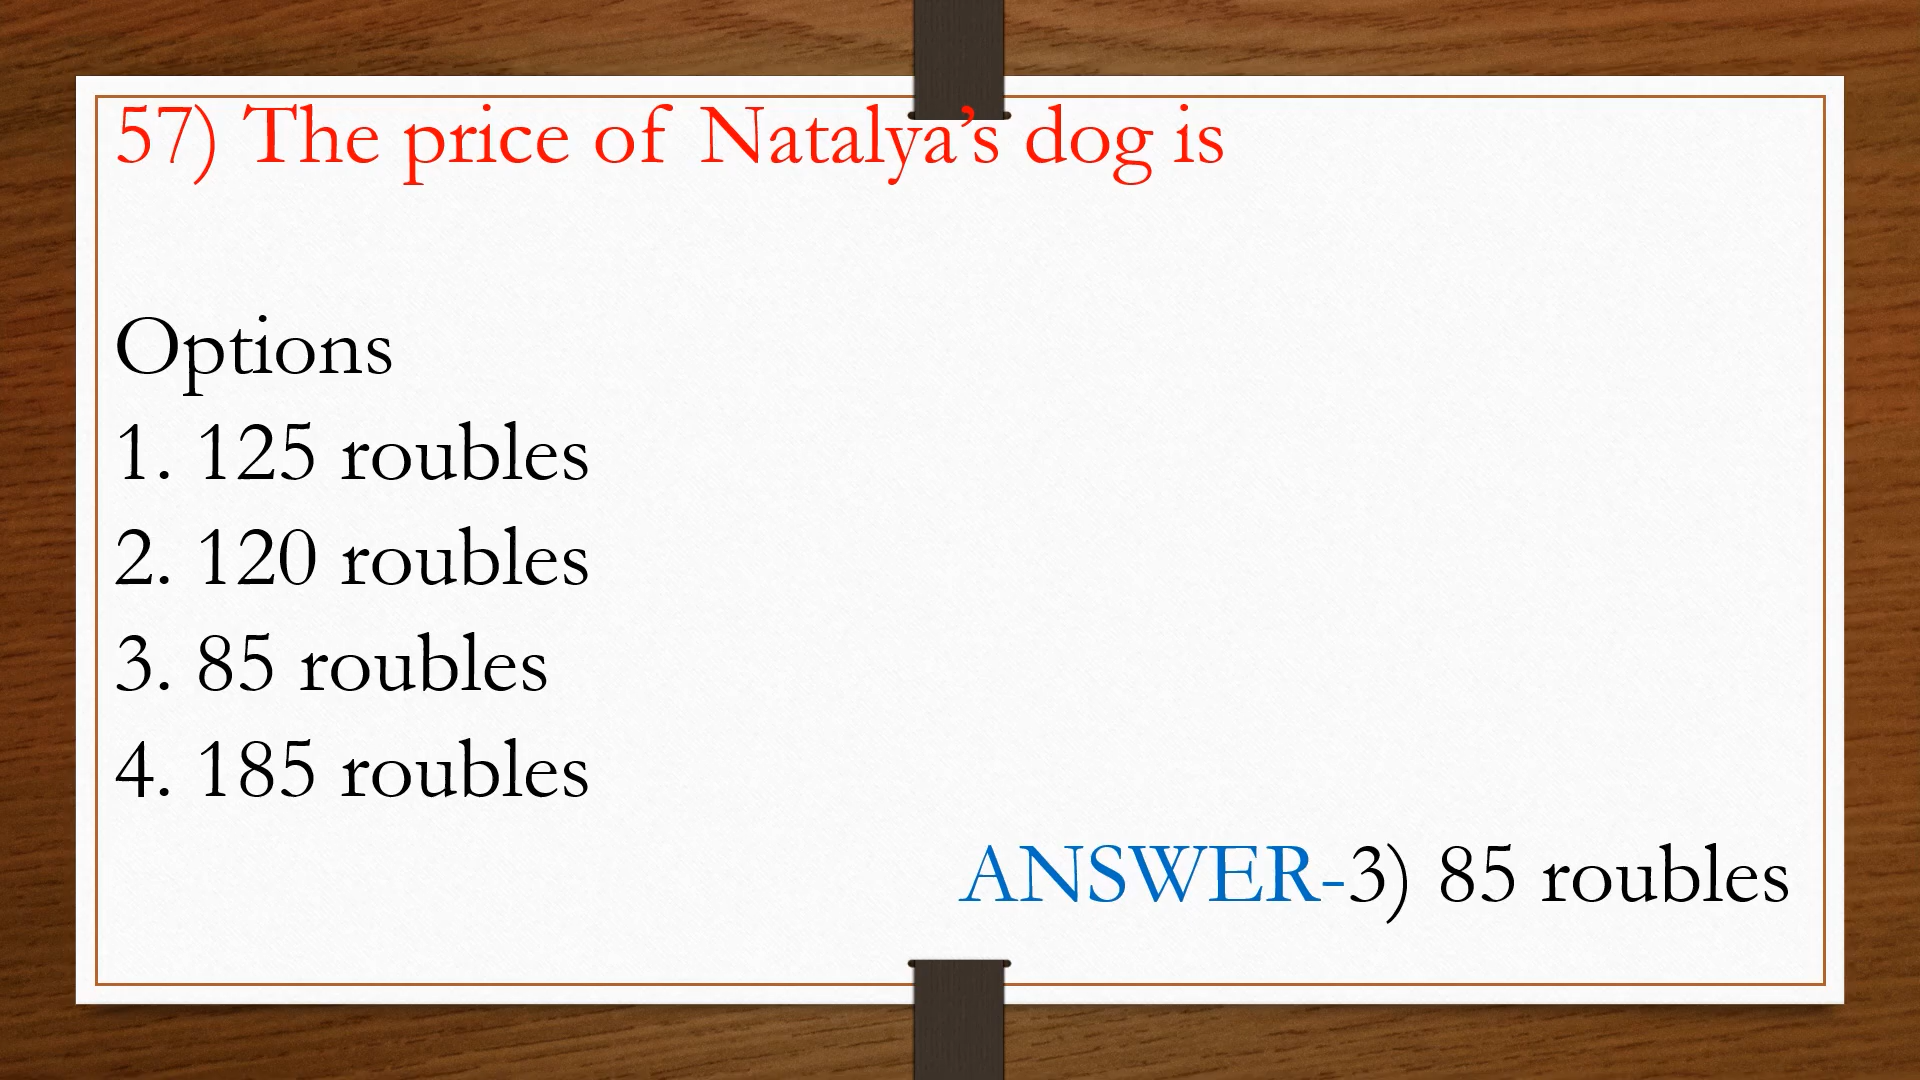 57) The price of Natalya’s dog is
Options
1. 125 roubles
2. 120 roubles
3. 85 roubles
4. 185 roubles
ANSWER-3) 85 roubles